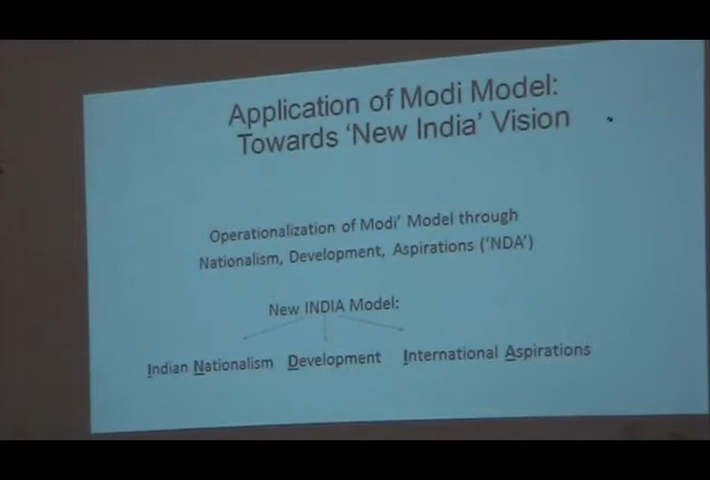 Application of Modi Model:
Towards ‘New India’ Vision
Operationalization of Modi’ Model through
Nationalism, Development, Aspirations (‘NDA’)
New INDIA Model:
Indian Nationalism Development International Aspirations